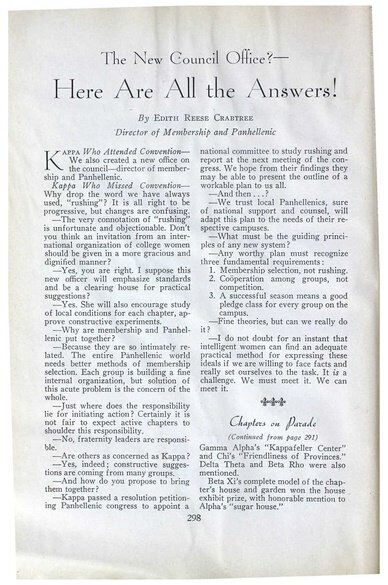 The New Council Office?—
Here Are All the Answers!
By EDITH REESE CRABTREE
Director of Membership and Panhellenic
KAPPA Who Attended Convention—
We also created a new office on
the council—director of member-
ship and Panhellenic.
Kappa Who Missed Convention—
Why drop the word we have always
used, "rushing"? It is all right to be
progressive, but changes are confusing.
—The very connotation of "rushing"
is unfortunate and objectionable. Don't
you think an invitation from an inter-
national organization of college women
should be given in a more gracious and
dignified manner?
—Yes, you are right. I suppose this
new officer will emphasize standards
and be a clearing house for practical
suggestions?
—Yes. She will also encourage study
of local conditions for each chapter, ap-
prove constructive experiments.
—Why are membership and Panhel-
lenic put together?
—Because they are so intimately re-
lated. The entire Panhellenic world
needs better methods of membership
selection. Each group is building a fine
internal organization, but solution of
this acute problem is the concern of the
whole.
—Just where does the responsibility
lie for initiating action? Certainly it is
not fair to expect active chapters to
shoulder this responsibility.
—No, fraternity leaders are responsi-
ble.
—Are others as concerned as Kappa?
—Yes, indeed; constructive sugges-
tions are coming from many groups.
—And how do you propose to bring
them together?
—Kappa passed a resolution petition-
ing Panhellenic congress to appoint a
national committee to study rushing and
report at the next meeting of the con-
gress. We hope from their findings they
may be able to present the outline of a
workable plan to us all.
—And then . . .?
—We trust local Panhellenics, sure
of national support and counsel, will
adapt this plan to the needs of their re-
spective campuses.
—What must be the guiding princi-
ples of any new system?
—Any worthy plan must recognize
three fundamental requirements:
1. Membership selection, not rushing.
2. Coöperation among groups, not
competition.
3. A successful season means a good
pledge class for every group on the
campus.
—Fine theories, but can we really do
it?
—I do not doubt for an instant that
intelligent women can find an adequate
practical method for expressing these
ideals if we are willing to face facts and
really set ourselves to the task. It is a
challenge. We must meet it. We can
meet it.
Chapters on Parade
(Continued from page 291)
Gamma Alpha's "Kappafeller Center"
and Chi's "Friendliness of Provinces."
Delta Theta and Beta Rho were also
mentioned.
Beta Xi's complete model of the chap-
ter's house and garden won the house
exhibit prize, with honorable mention to
Alpha's "sugar house."
298